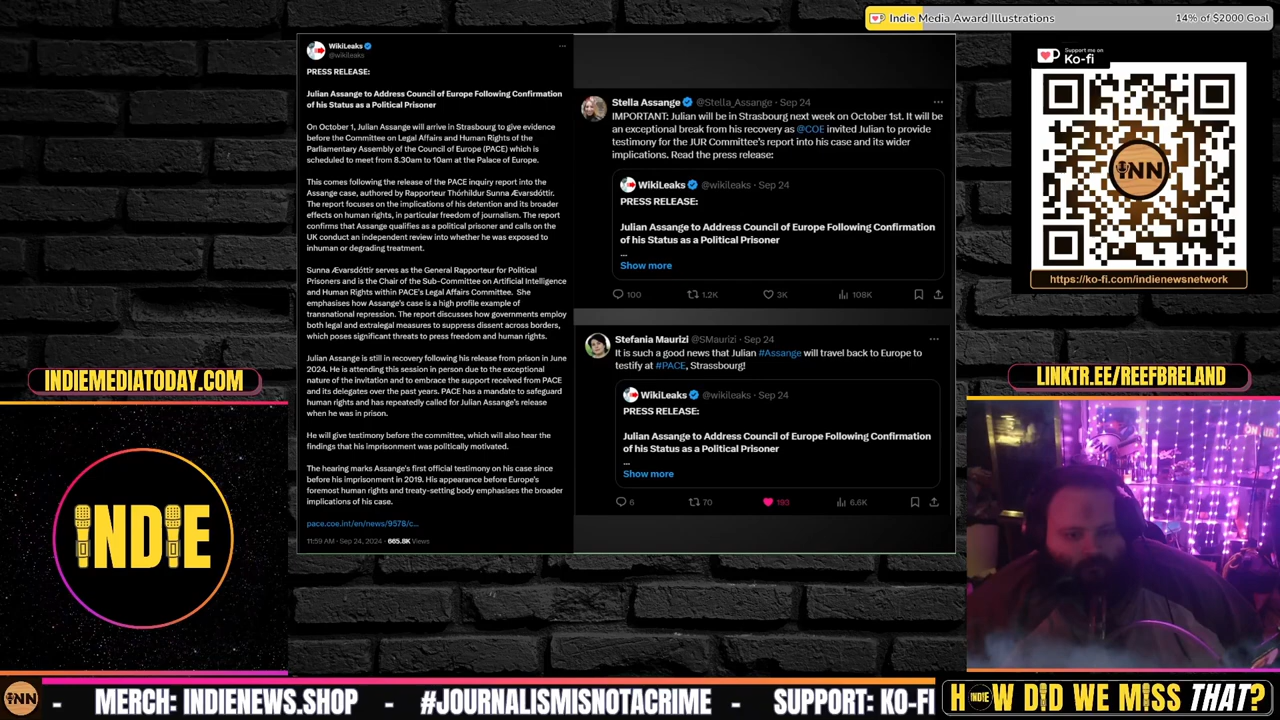 Indie Media Award Illustrations
14% of $2000 Goal
WikiLeaks
@wikileaks
PRESS RELEASE:
Julian Assange to Address Council of Europe Following Confirmation
of his Status as a Political Prisoner
On October 1, Julian Assange will arrive in Strasbourg to give evidence
before the Committee on Legal Affairs and Human Rights of the
Parliamentary Assembly of the Council of Europe (PACE) which is
scheduled to meet from 8.30am to 10am at the Palace of Europe.
This comes following the release of the PACE inquiry report into the
Assange case, authored by Rapporteur Thórhildur Sunna Ævarsdóttir.
The report focuses on the implications of his detention and its broader
effects on human rights, in particular freedom of journalism. The report
confirms that Assange qualifies as a political prisoner and calls on the
UK conduct an independent review into whether he was exposed to
inhuman or degrading treatment.
Sunna Ævarsdóttir serves as the General Rapporteur for Political
Prisoners and is the Chair of the Sub-Committee on Artificial Intelligence
and Human Rights within PACE's Legal Affairs Committee. She
emphasises how Assange's case is a high profile example of
transnational repression. The report discusses how governments employ
both legal and extralegal measures to suppress dissent across borders,
which poses significant threats to press freedom and human rights.
Julian Assange is still in recovery following his release from prison in June
2024. He is attending this session in person due to the exceptional
nature of the invitation and to embrace the support received from PACE
and its delegates over the past years. PACE has a mandate to safeguard
human rights and has repeatedly called for Julian Assange's release
when he was in prison.
He will give testimony before the committee, which will also hear the
findings that his imprisonment was politically motivated.
The hearing marks Assange's first official testimony on his case since
before his imprisonment in 2019. His appearance before Europe's
foremost human rights and treaty-setting body emphasises the broader
implications of his case.
pace.coe.int/en/news/9578/c...
11:59 AM · Sep 24, 2024 · 665.8K Views
Stella Assange @Stella_Assange · Sep 24
IMPORTANT: Julian will be in Strasbourg next week on October 1st. It will be
an exceptional break from his recovery as @COE invited Julian to provide
testimony for the JUR Committee's report into his case and its wider
implications. Read the press release:
WikiLeaks @wikileaks · Sep 24
PRESS RELEASE:
Julian Assange to Address Council of Europe Following Confirmation
of his Status as a Political Prisoner
...
Show more
100 1.2K 3K 108K
Stefania Maurizi @SMaurizi · Sep 24
It is such a good news that Julian #Assange will travel back to Europe to
testify at #PACE, Strasbourg!
WikiLeaks @wikileaks · Sep 24
PRESS RELEASE:
Julian Assange to Address Council of Europe Following Confirmation
of his Status as a Political Prisoner
...
Show more
6 70 193 6.6K
Support me on
Ko-fi
INN
https://ko-fi.com/indienewsnetwork
INDIEMEDIATODAY.COM
LINKTR.EE/REEFBRELAND
INDIE
INN - MERCH: INDIENEWS.SHOP - #JOURNALISMISNOTACRIME - SUPPORT: KO-FI
HOW DID WE MISS THAT?
INDIE